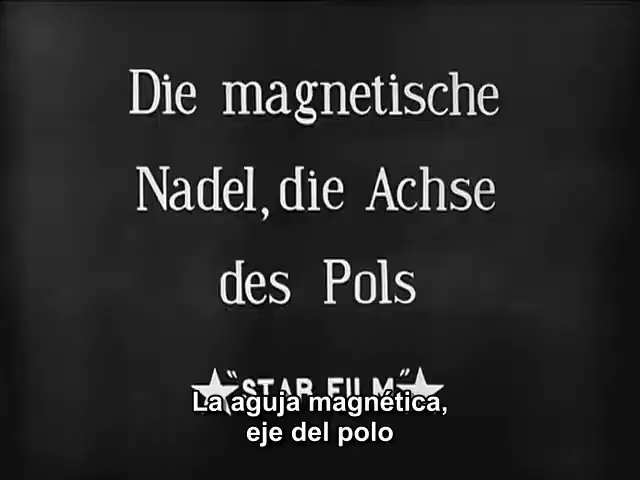 Die magnetische
Nadel, die Achse
des Pols
"STAR FILM"
La aguja magnética,
eje del polo